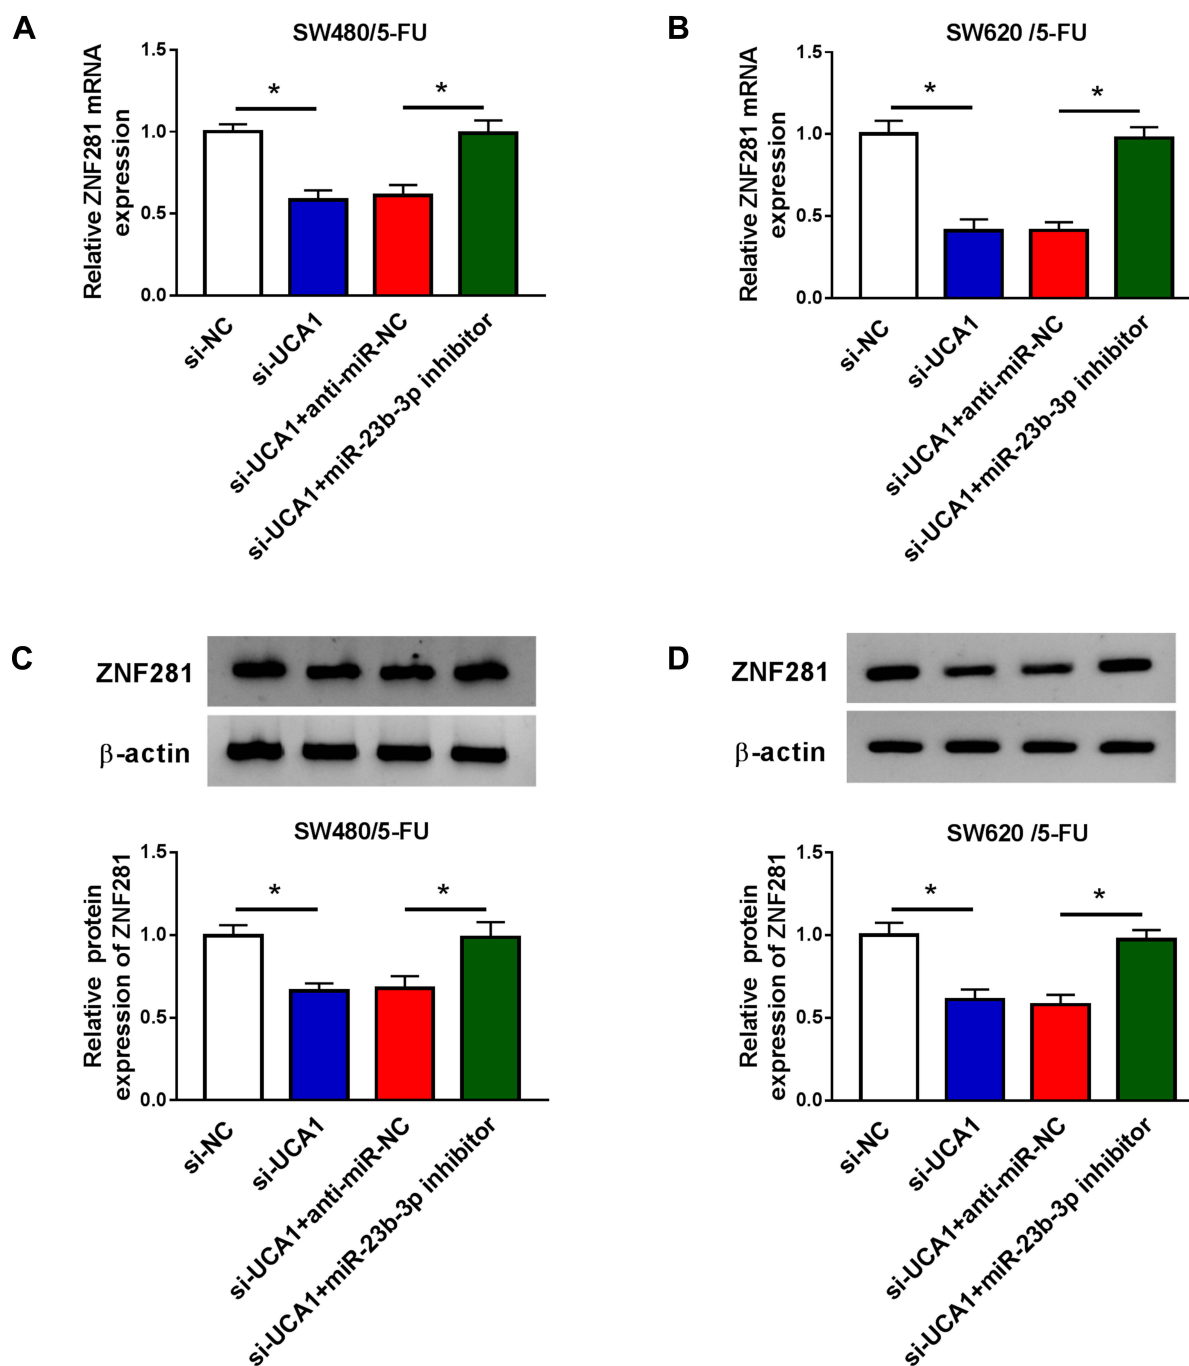 A
SW480/5-FU
Relative ZNF281 mRNA
expression
1.5
1.0
0.5
0.0
*
*
si-NC
si-UCA1
si-UCA1+anti-miR-NC
si-UCA1+miR-23b-3p inhibitor
B
SW620 /5-FU
Relative ZNF281 mRNA
expression
1.5
1.0
0.5
0.0
*
*
si-NC
si-UCA1
si-UCA1+anti-miR-NC
si-UCA1+miR-23b-3p inhibitor
C
ZNF281
β-actin
SW480/5-FU
Relative protein
expression of ZNF281
1.5
1.0
0.5
0.0
*
*
si-NC
si-UCA1
si-UCA1+anti-miR-NC
si-UCA1+miR-23b-3p inhibitor
D
ZNF281
β-actin
SW620 /5-FU
Relative protein
expression of ZNF281
1.5
1.0
0.5
0.0
*
*
si-NC
si-UCA1
si-UCA1+anti-miR-NC
si-UCA1+miR-23b-3p inhibitor